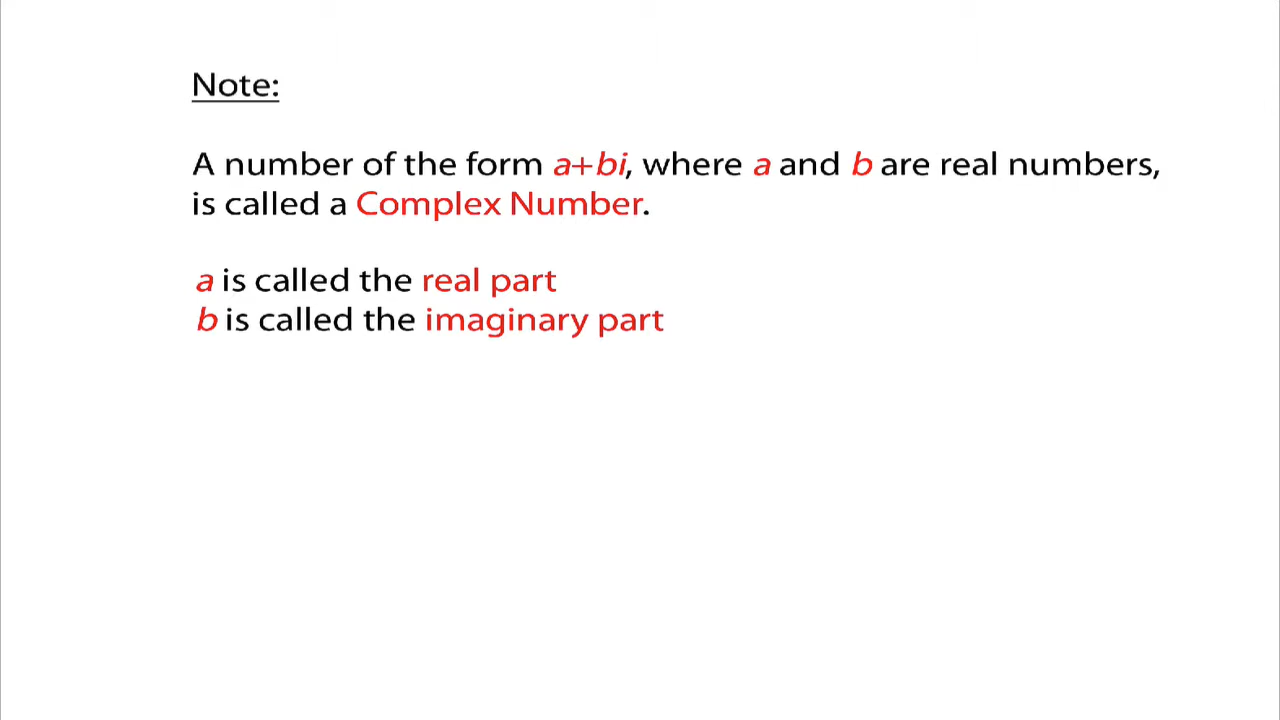 Note:
A number of the form a+bi, where a and b are real numbers,
is called a Complex Number.
a is called the real part
b is called the imaginary part